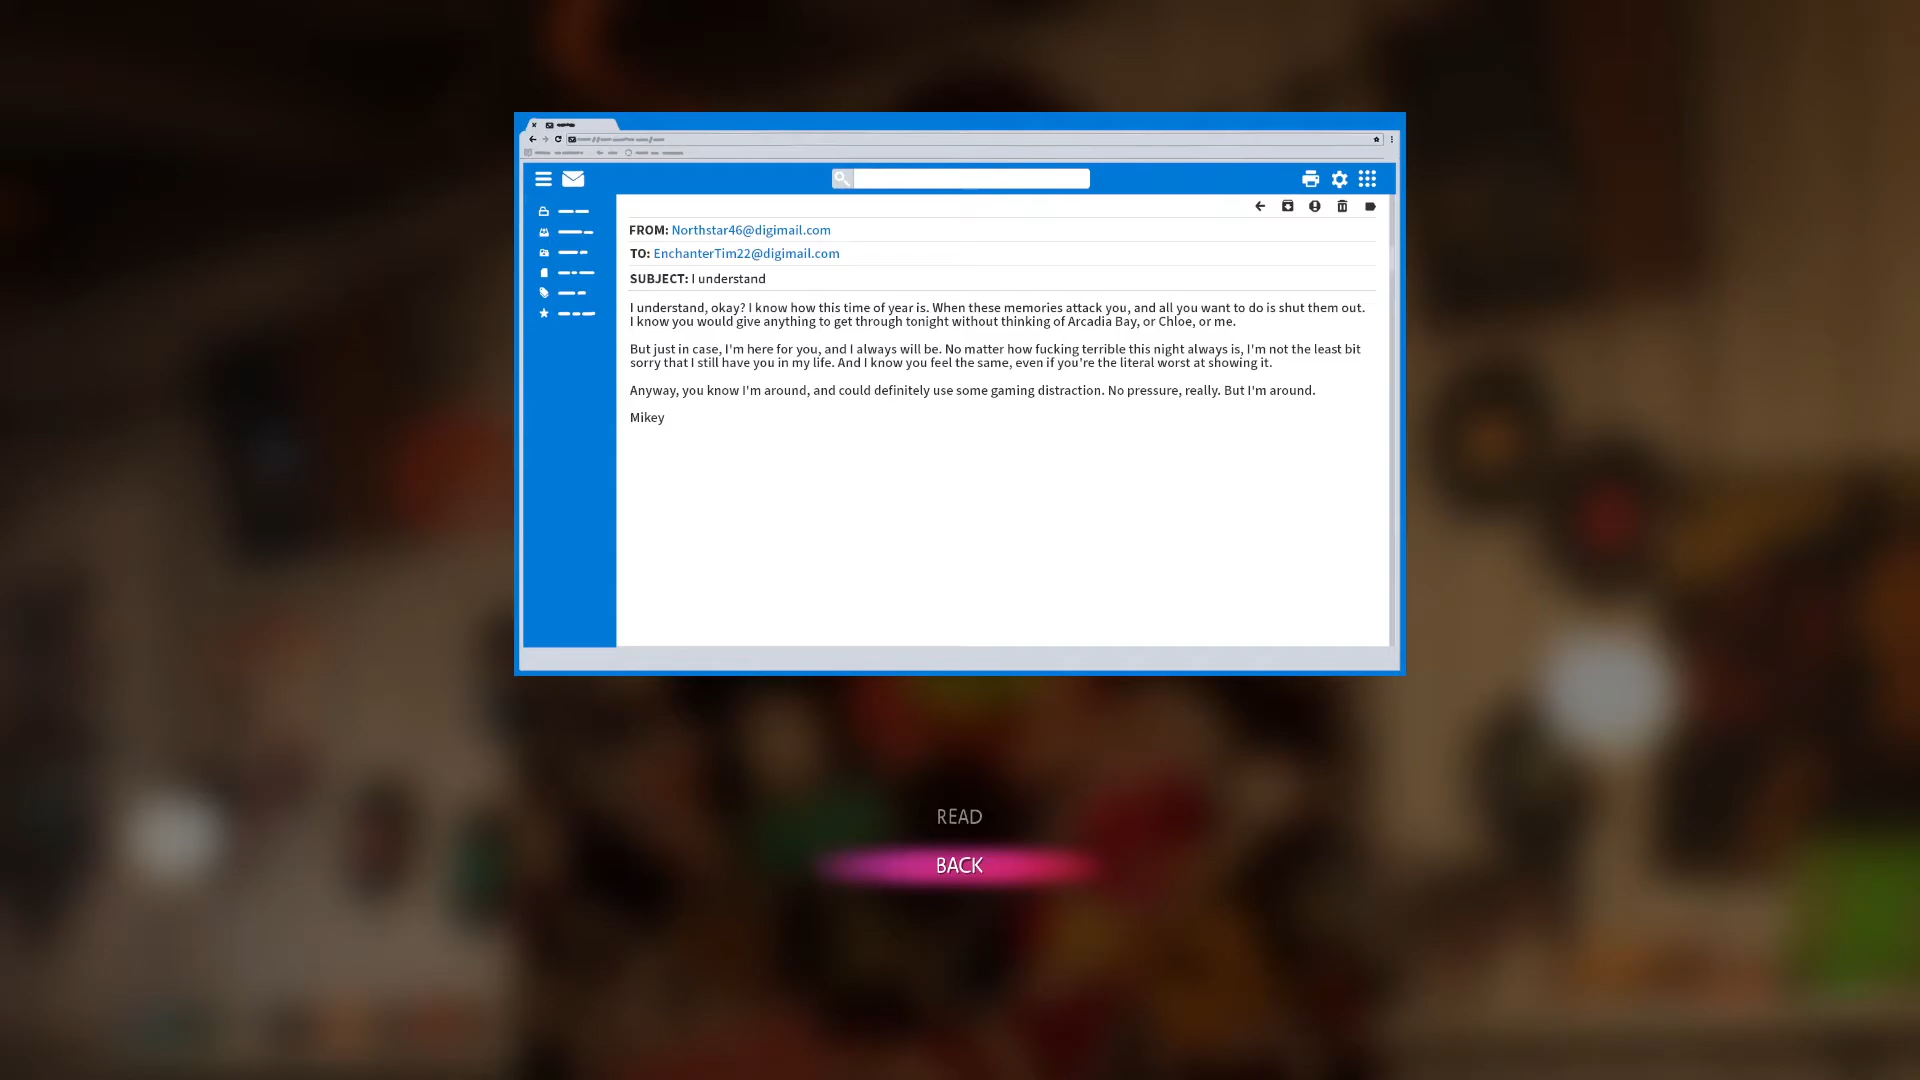 FROM: Northstar46@digimail.com
TO: EnchanterTim22@digimail.com
SUBJECT: I understand
I understand, okay? I know how this time of year is. When these memories attack you, and all you want to do is shut them out.
I know you would give anything to get through tonight without thinking of Arcadia Bay, or Chloe, or me.
But just in case, I'm here for you, and I always will be. No matter how fucking terrible this night always is, I'm not the least bit
sorry that I still have you in my life. And I know you feel the same, even if you're the literal worst at showing it.
Anyway, you know I'm around, and could definitely use some gaming distraction. No pressure, really. But I'm around.
Mikey
READ
BACK